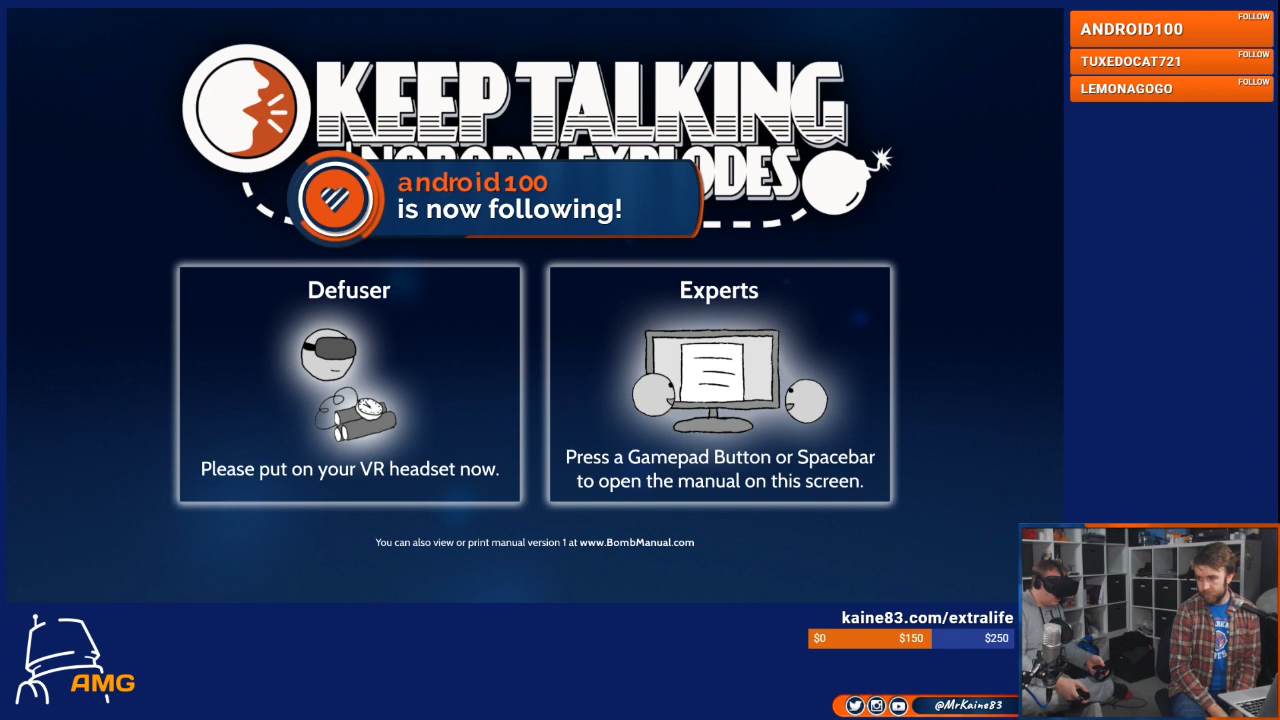 KEEP TALKING
NOBODY EXPLODES
android100
is now following!
Defuser
Please put on your VR headset now.
Experts
Press a Gamepad Button or Spacebar
to open the manual on this screen.
You can also view or print manual version 1 at www.BombManual.com
FOLLOW
ANDROID100
FOLLOW
TUXEDOCAT721
FOLLOW
LEMONAGOGO
kaine83.com/extralife
$0 $150 $250
@MrKaine83
AMG